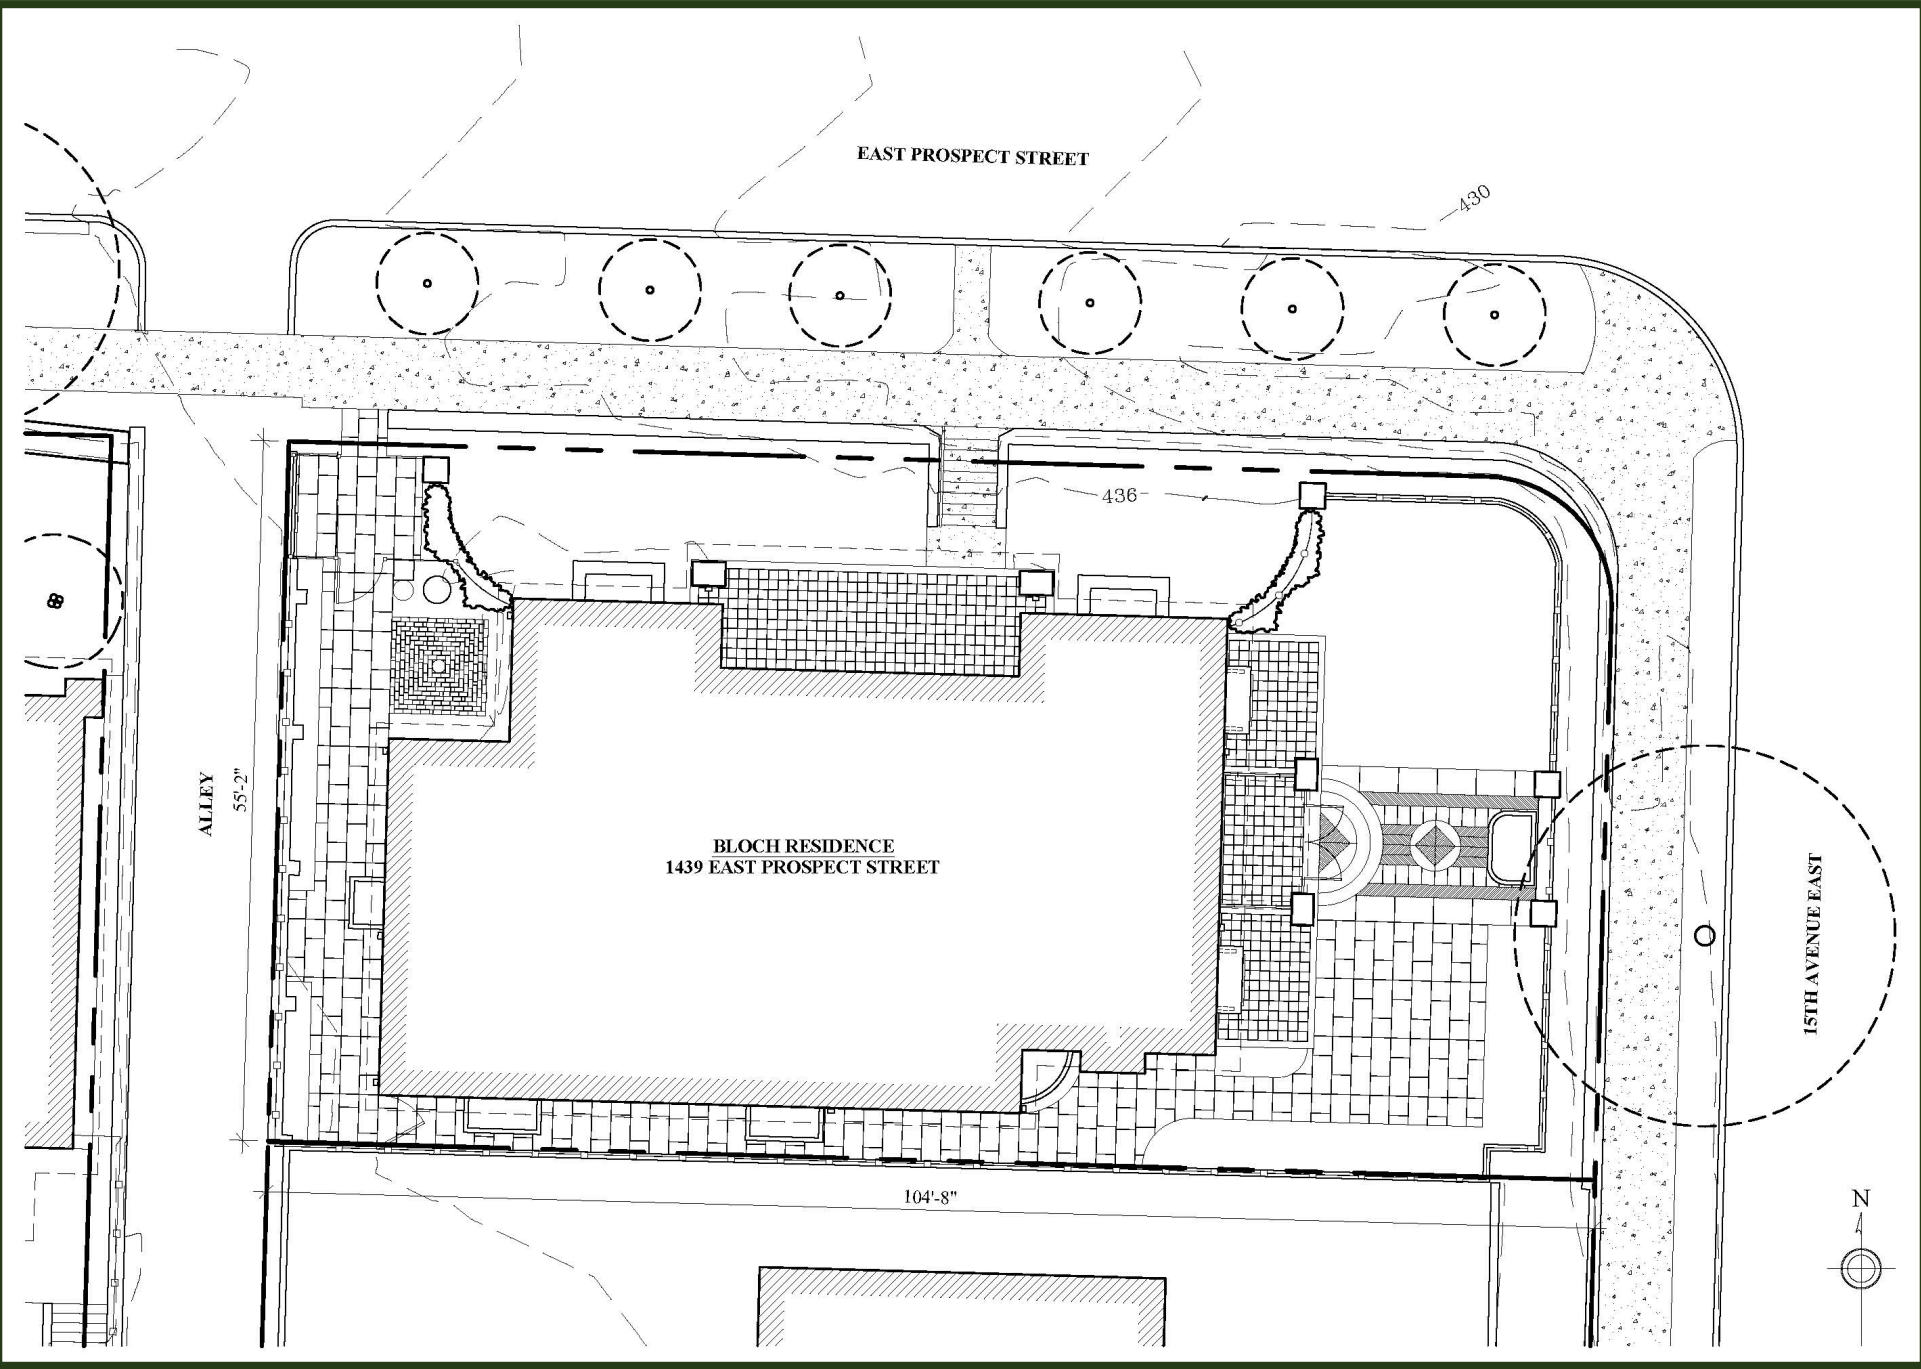 EAST PROSPECT STREET
430
436
ALLEY
55'-2"
BLOCH RESIDENCE
1439 EAST PROSPECT STREET
15TH AVENUE EAST
104'-8"
N